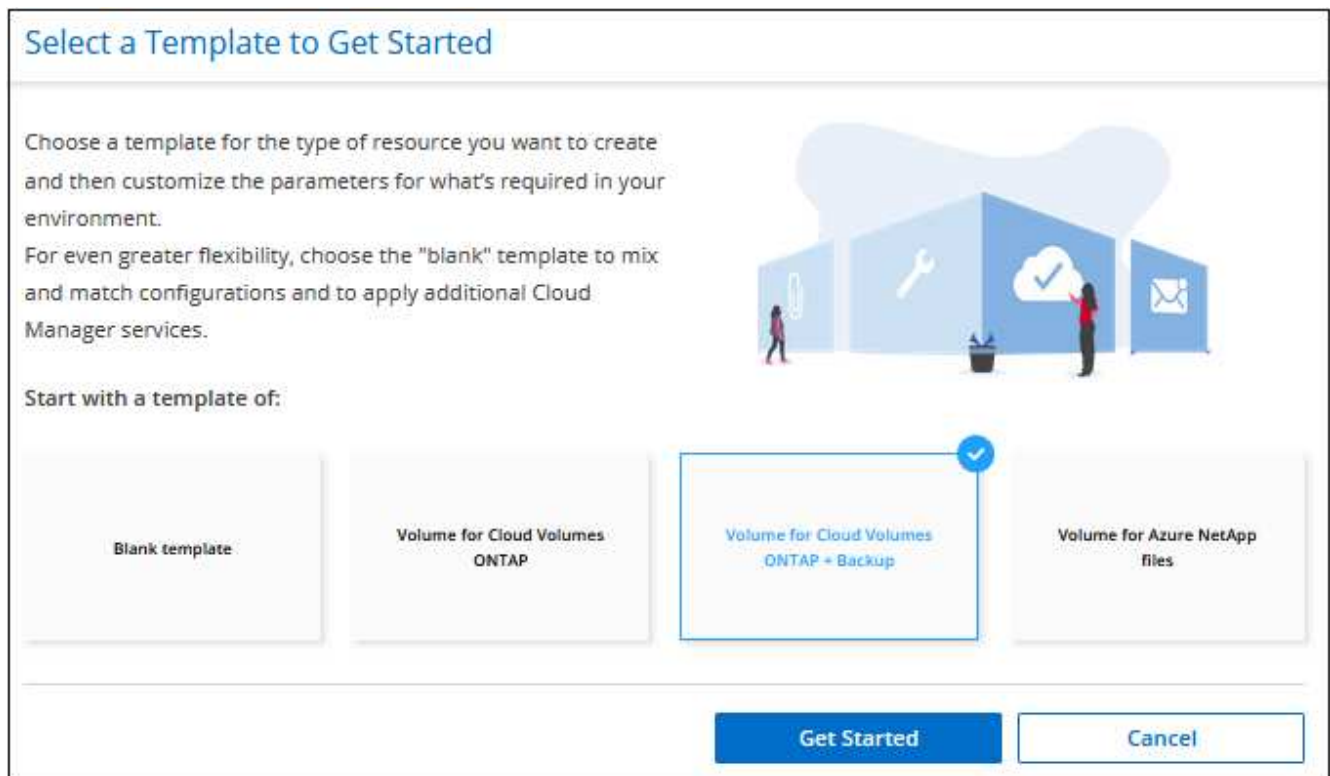 Select a Template to Get Started
Choose a template for the type of resource you want to create
and then customize the parameters for what's required in your
environment.
For even greater flexibility, choose the "blank" template to mix
and match configurations and to apply additional Cloud
Manager services.
Start with a template of:
Blank template
Volume for Cloud Volumes
ONTAP
Volume for Cloud Volumes
ONTAP + Backup
Volume for Azure NetApp
files
Get Started
Cancel